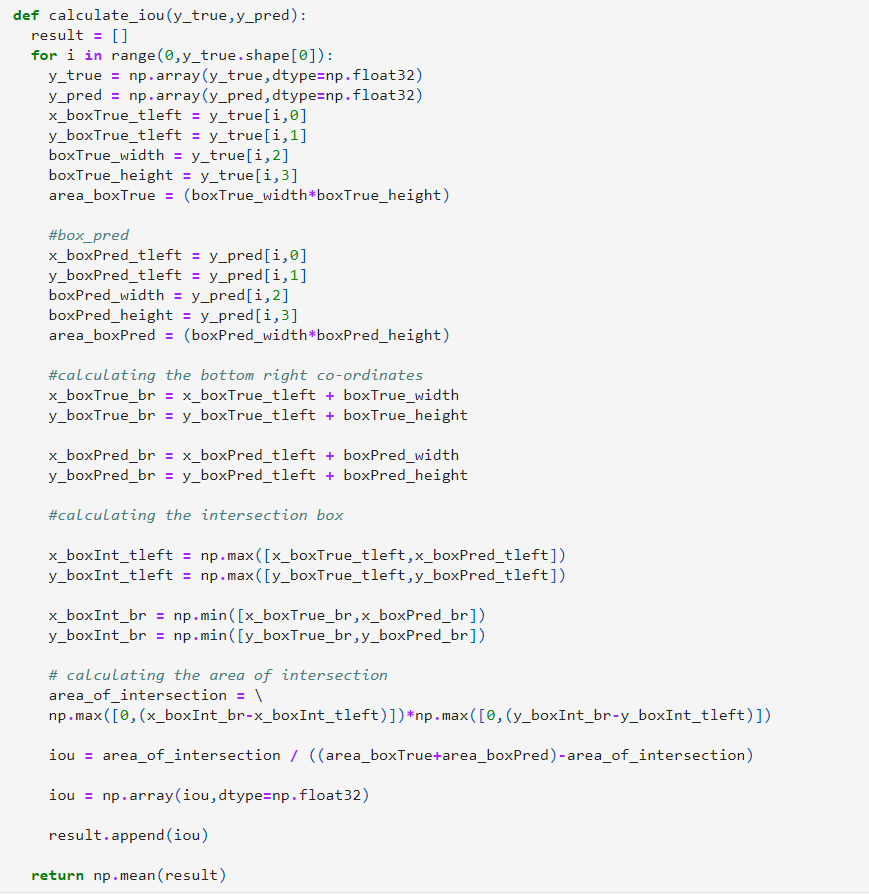 def calculate_iou(y_true,y_pred):
  result = []
  for i in range(0,y_true.shape[0]):
    y_true = np.array(y_true,dtype=np.float32)
    y_pred = np.array(y_pred,dtype=np.float32)
    x_boxTrue_tleft = y_true[i,0]
    y_boxTrue_tleft = y_true[i,1]
    boxTrue_width = y_true[i,2]
    boxTrue_height = y_true[i,3]
    area_boxTrue = (boxTrue_width*boxTrue_height)

    #box_pred
    x_boxPred_tleft = y_pred[i,0]
    y_boxPred_tleft = y_pred[i,1]
    boxPred_width = y_pred[i,2]
    boxPred_height = y_pred[i,3]
    area_boxPred = (boxPred_width*boxPred_height)

    #calculating the bottom right co-ordinates
    x_boxTrue_br = x_boxTrue_tleft + boxTrue_width
    y_boxTrue_br = y_boxTrue_tleft + boxTrue_height

    x_boxPred_br = x_boxPred_tleft + boxPred_width
    y_boxPred_br = y_boxPred_tleft + boxPred_height

    #calculating the intersection box

    x_boxInt_tleft = np.max([x_boxTrue_tleft,x_boxPred_tleft])
    y_boxInt_tleft = np.max([y_boxTrue_tleft,y_boxPred_tleft])

    x_boxInt_br = np.min([x_boxTrue_br,x_boxPred_br])
    y_boxInt_br = np.min([y_boxTrue_br,y_boxPred_br])

    # calculating the area of intersection
    area_of_intersection = \
    np.max([0,(x_boxInt_br-x_boxInt_tleft)])*np.max([0,(y_boxInt_br-y_boxInt_tleft)])

    iou = area_of_intersection / ((area_boxTrue+area_boxPred)-area_of_intersection)

    iou = np.array(iou,dtype=np.float32)

    result.append(iou)

  return np.mean(result)